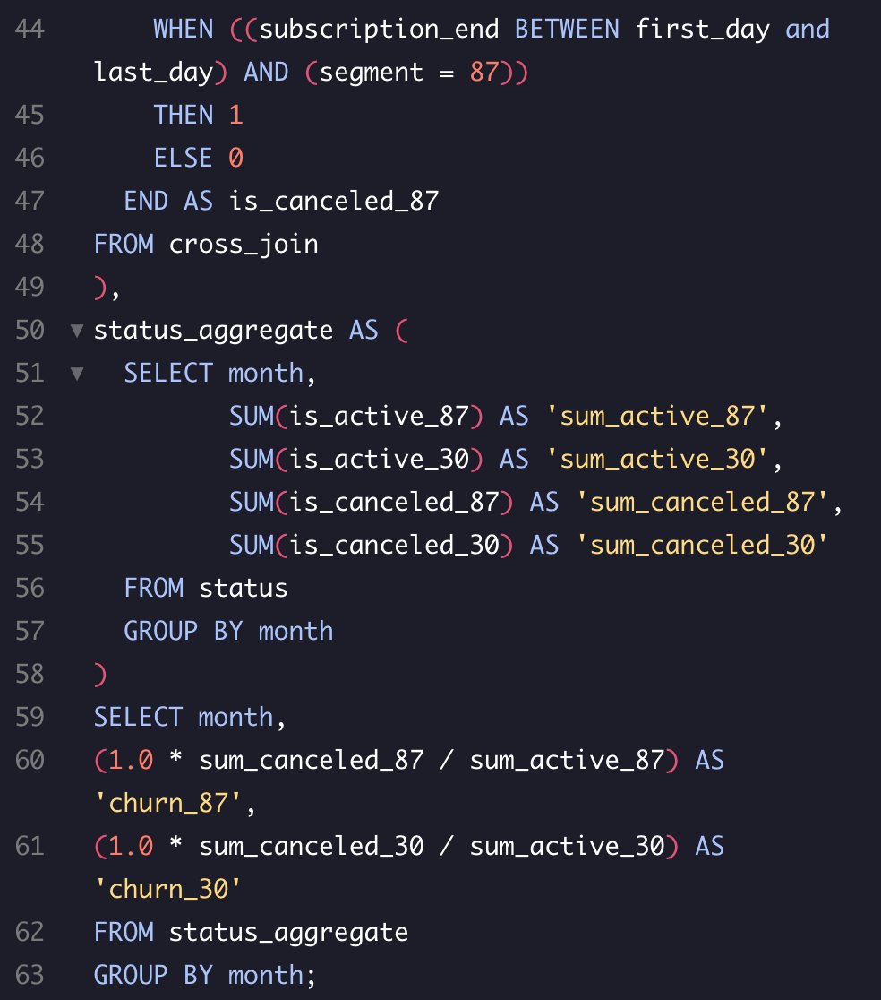 44 WHEN ((subscription_end BETWEEN first_day and
last_day) AND (segment = 87))
45 THEN 1
46 ELSE 0
47 END AS is_canceled_87
48 FROM cross_join
49 ),
50 ▼ status_aggregate AS (
51 ▼ SELECT month,
52 SUM(is_active_87) AS 'sum_active_87',
53 SUM(is_active_30) AS 'sum_active_30',
54 SUM(is_canceled_87) AS 'sum_canceled_87',
55 SUM(is_canceled_30) AS 'sum_canceled_30'
56 FROM status
57 GROUP BY month
58 )
59 SELECT month,
60 (1.0 * sum_canceled_87 / sum_active_87) AS
'churn_87',
61 (1.0 * sum_canceled_30 / sum_active_30) AS
'churn_30'
62 FROM status_aggregate
63 GROUP BY month;